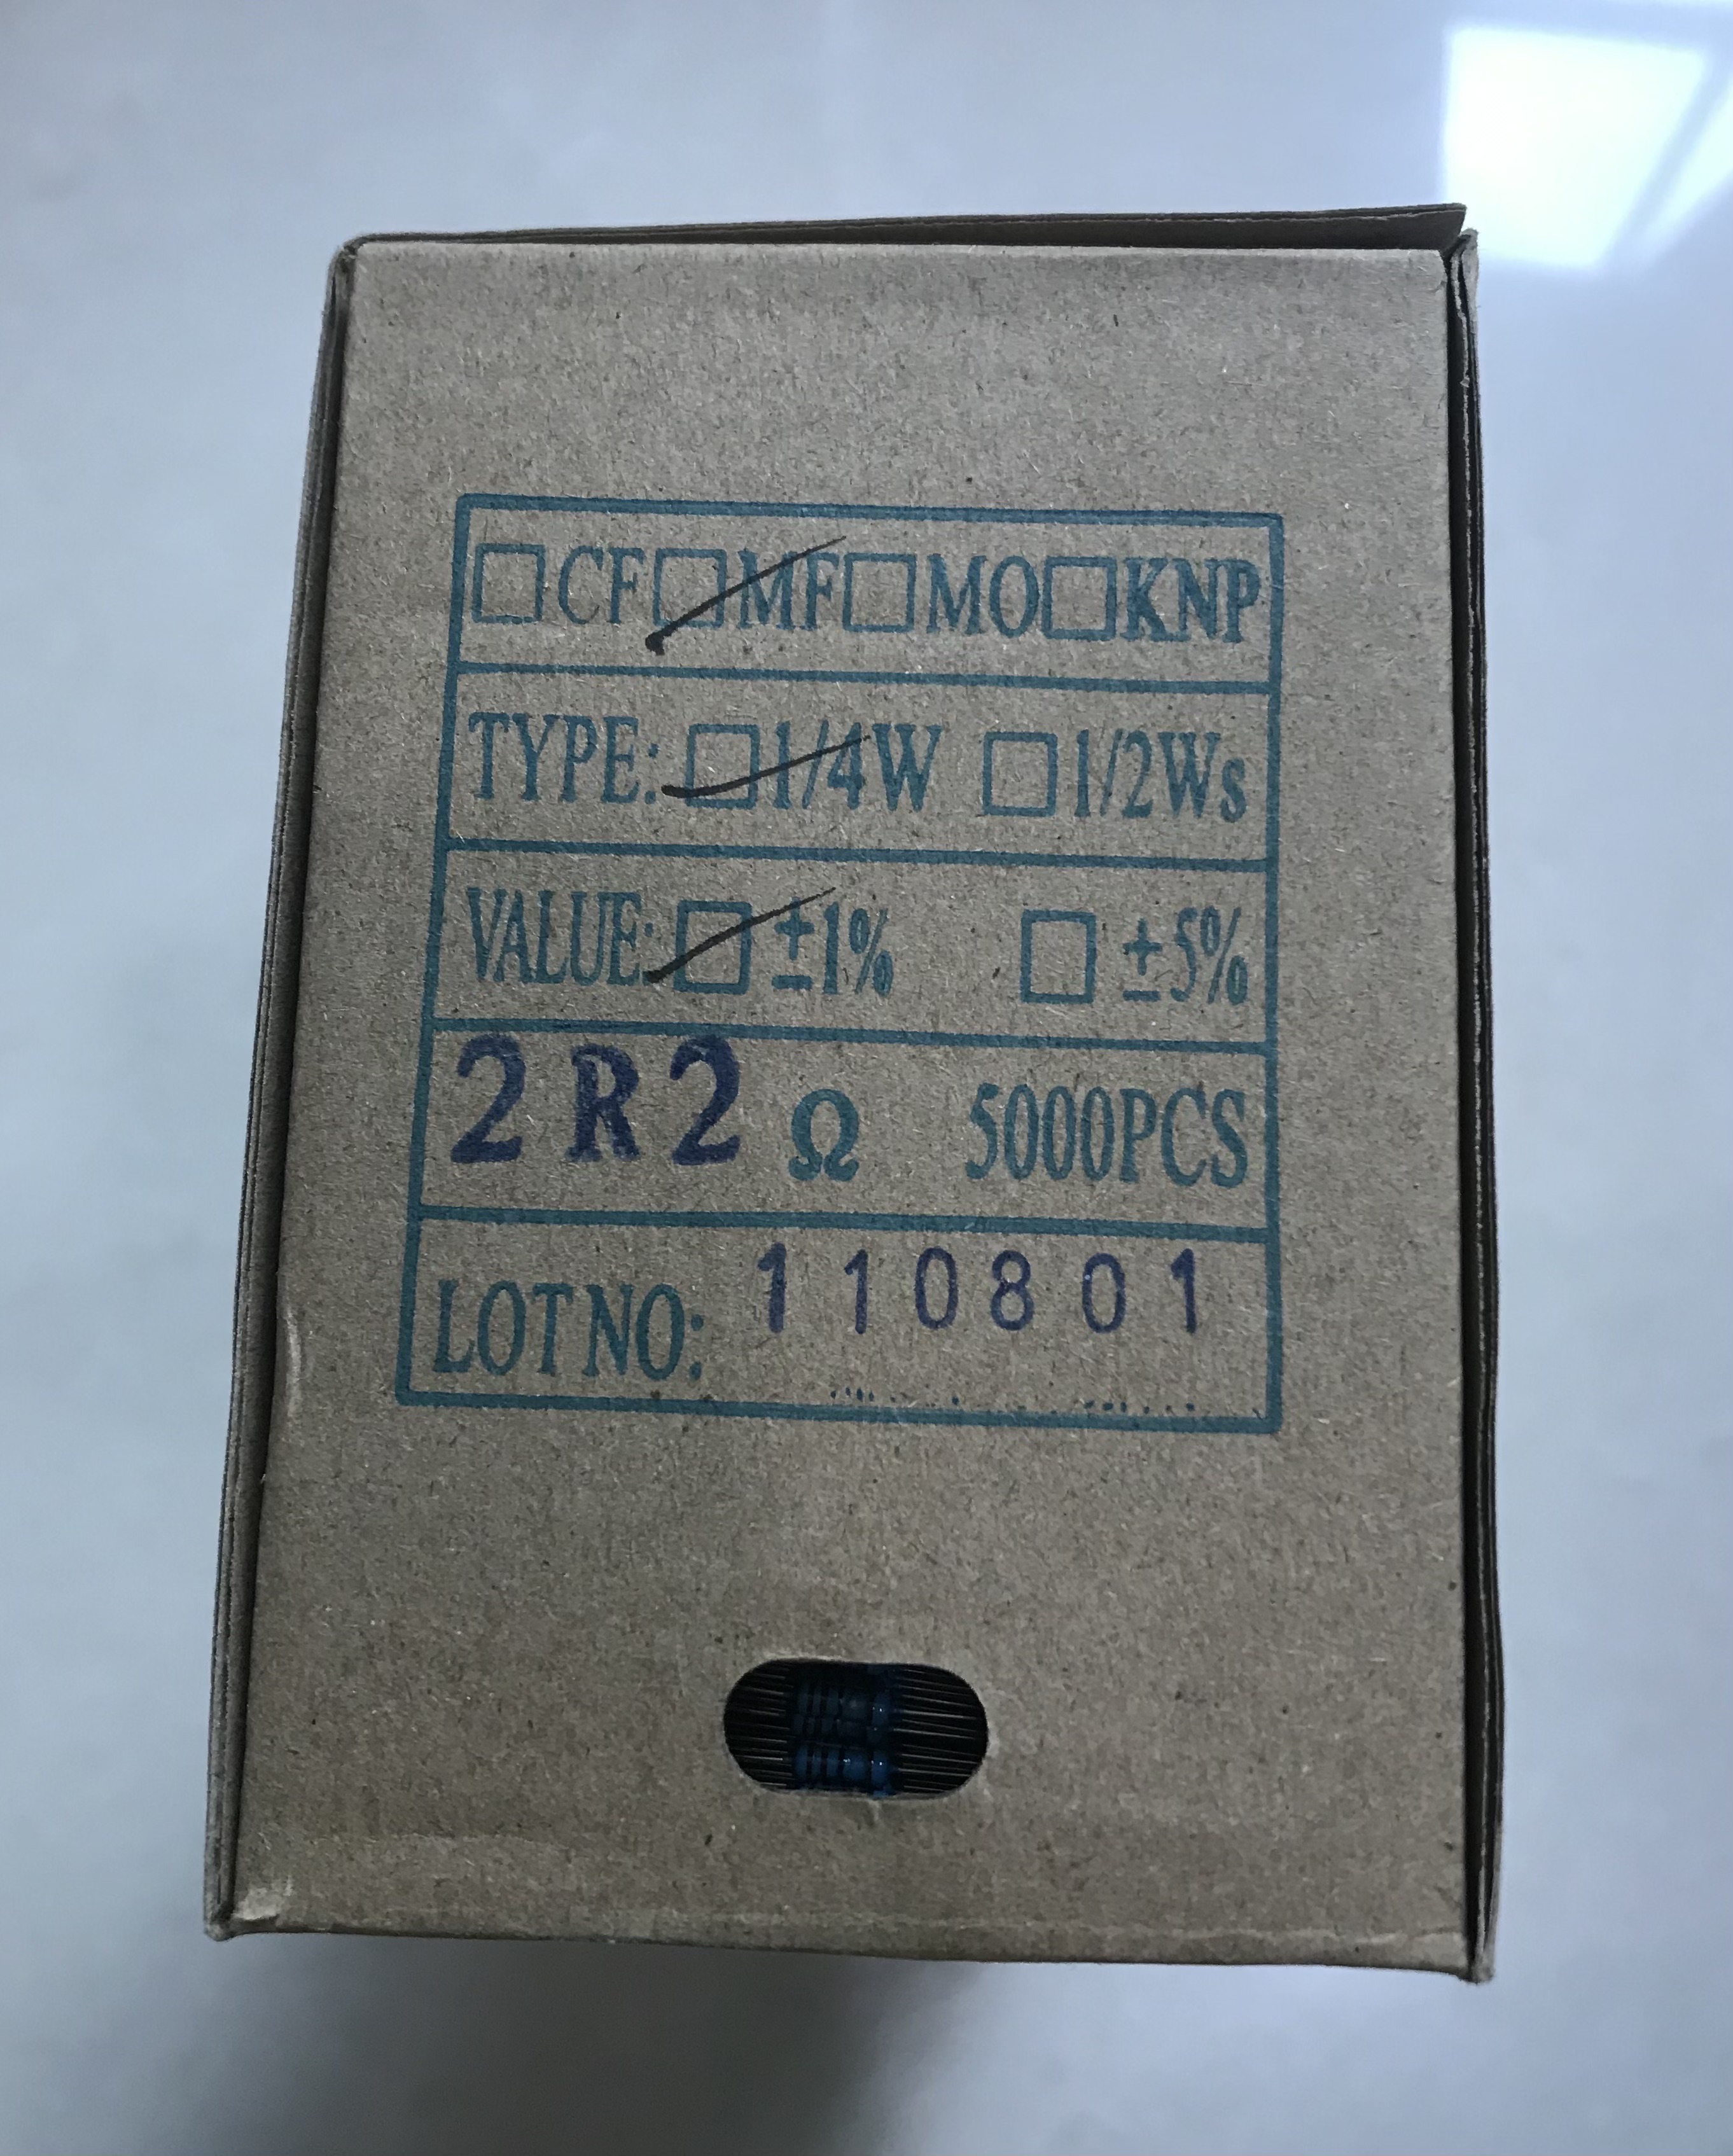 □CF□MF□MO□KNP
TYPE: □1/4W □1/2Ws
VALUE: □±1% □±5%
2R2 Ω 5000PCS
LOT NO: 110801